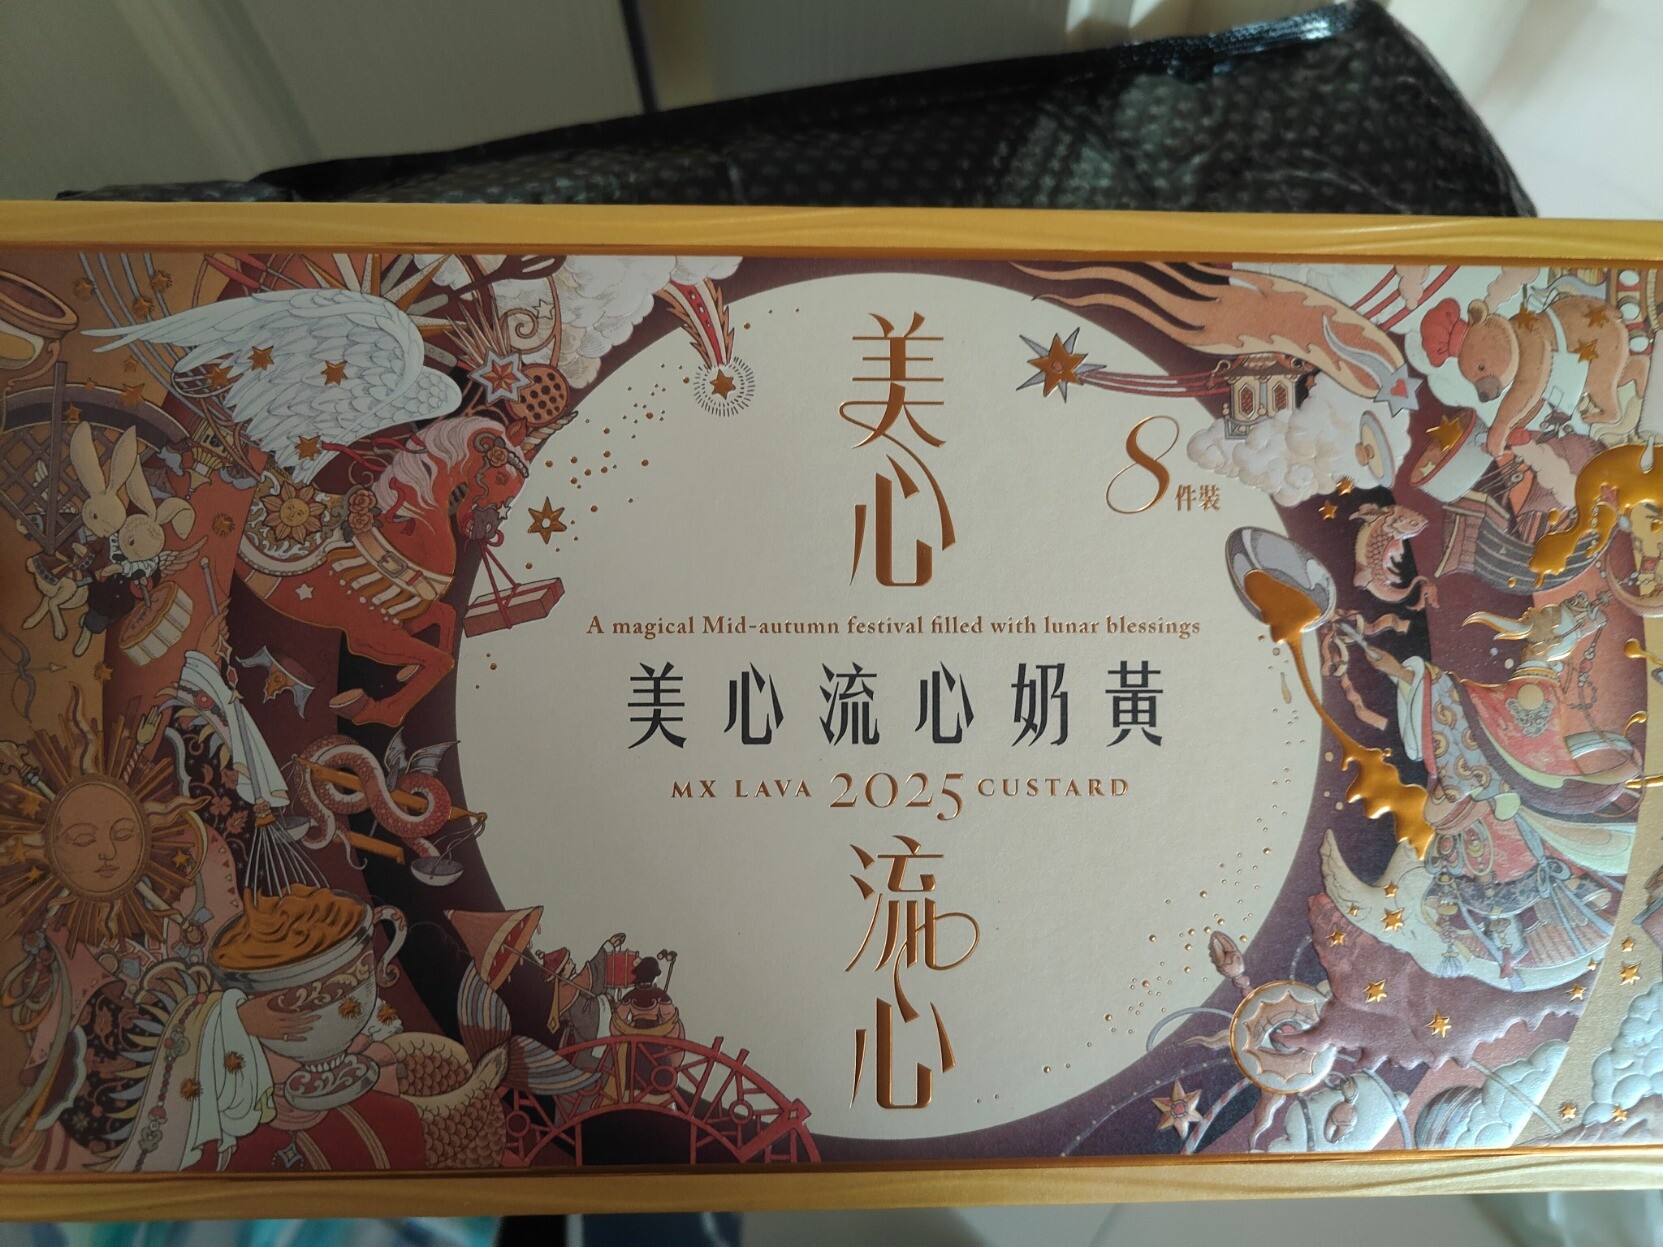 美心
8件裝
A magical Mid-autumn festival filled with lunar blessings
美心流心奶黃
MX LAVA 2025 CUSTARD
流心